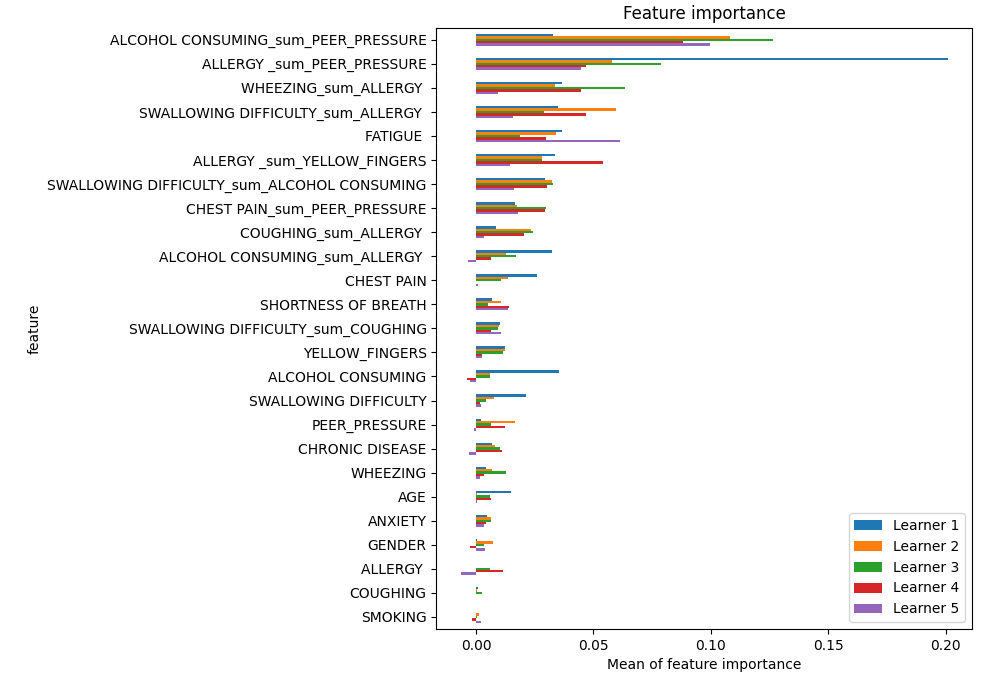 Feature importance
ALCOHOL CONSUMING_sum_PEER_PRESSURE
ALLERGY _sum_PEER_PRESSURE
WHEEZING_sum_ALLERGY
SWALLOWING DIFFICULTY_sum_ALLERGY
FATIGUE
ALLERGY _sum_YELLOW_FINGERS
SWALLOWING DIFFICULTY_sum_ALCOHOL CONSUMING
CHEST PAIN_sum_PEER_PRESSURE
COUGHING_sum_ALLERGY
ALCOHOL CONSUMING_sum_ALLERGY
CHEST PAIN
SHORTNESS OF BREATH
SWALLOWING DIFFICULTY_sum_COUGHING
YELLOW_FINGERS
ALCOHOL CONSUMING
SWALLOWING DIFFICULTY
PEER_PRESSURE
CHRONIC DISEASE
WHEEZING
AGE
ANXIETY
GENDER
ALLERGY
COUGHING
SMOKING
feature
Learner 1
Learner 2
Learner 3
Learner 4
Learner 5
0.00 0.05 0.10 0.15 0.20
Mean of feature importance